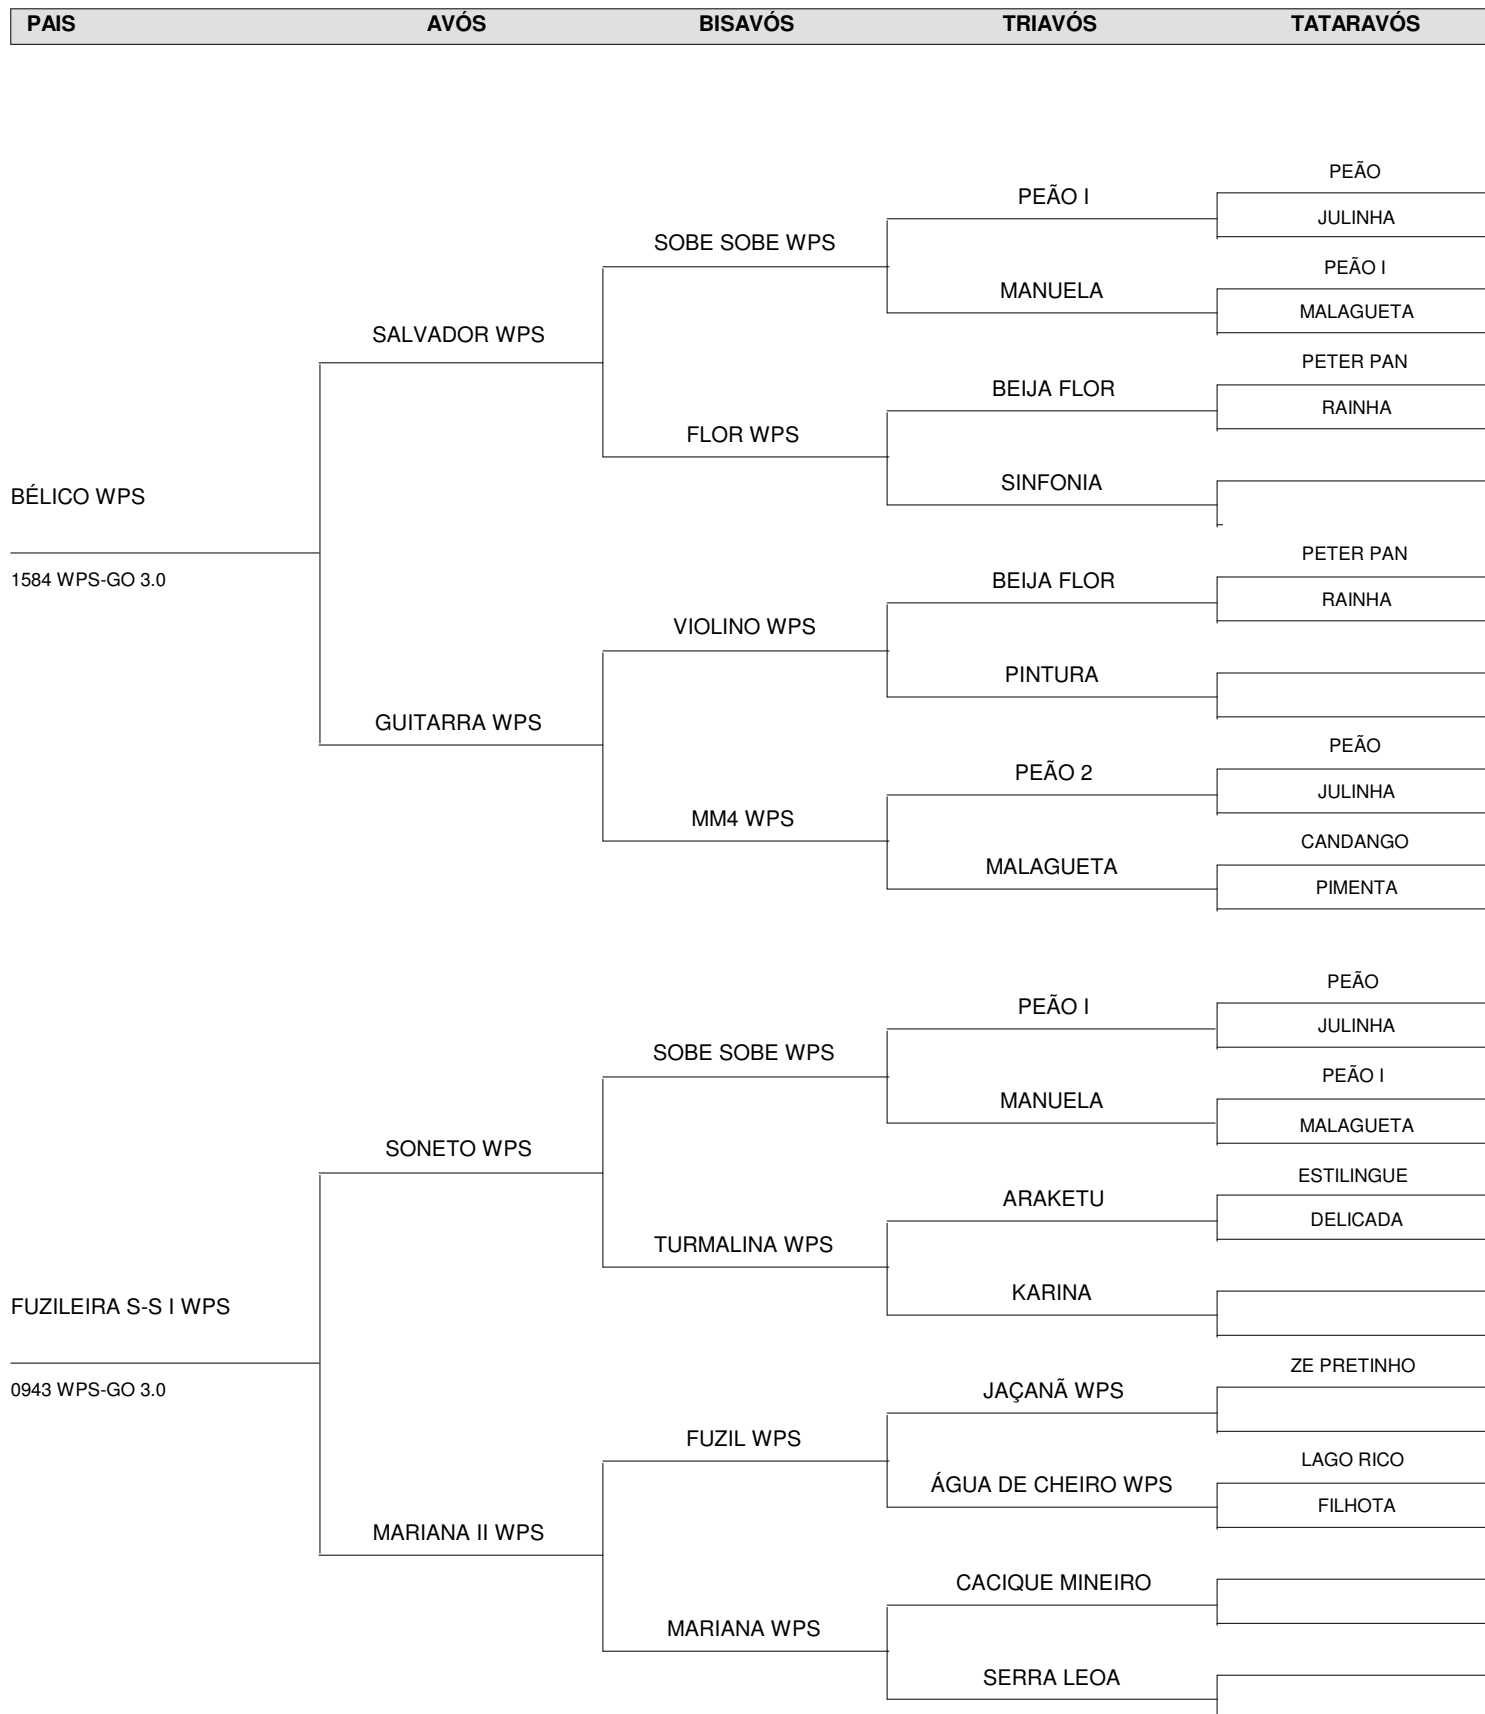 PAIS AVÓS BISAVÓS TRIAVÓS TATARAVÓS
PEÃO
PEÃO I
JULINHA
SOBE SOBE WPS
PEÃO I
MANUELA
MALAGUETA
SALVADOR WPS
PETER PAN
BEIJA FLOR
RAINHA
FLOR WPS
SINFONIA
BÉLICO WPS
PETER PAN
1584 WPS-GO 3.0
BEIJA FLOR
RAINHA
VIOLINO WPS
PINTURA
GUITARRA WPS
PEÃO
PEÃO 2
JULINHA
MM4 WPS
CANDANGO
MALAGUETA
PIMENTA
PEÃO
PEÃO I
JULINHA
SOBE SOBE WPS
PEÃO I
MANUELA
MALAGUETA
SONETO WPS
ESTILINGUE
ARAKETU
DELICADA
TURMALINA WPS
KARINA
FUZILEIRA S-S I WPS
ZE PRETINHO
0943 WPS-GO 3.0
JAÇANÃ WPS
FUZIL WPS
LAGO RICO
ÁGUA DE CHEIRO WPS
FILHOTA
MARIANA II WPS
CACIQUE MINEIRO
MARIANA WPS
SERRA LEOA